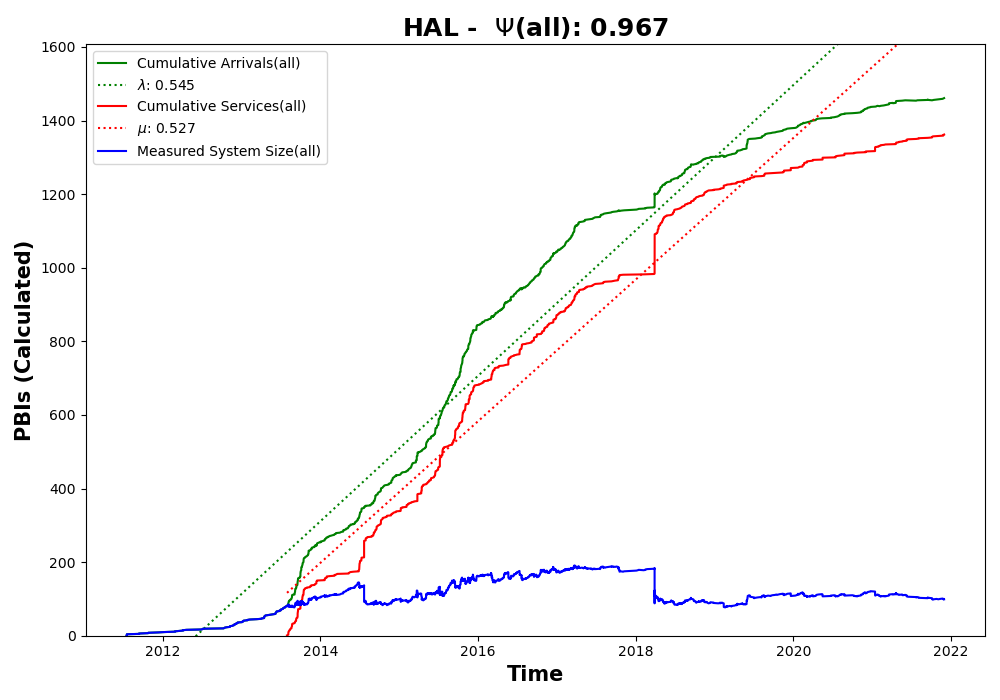 HAL -  Ψ(all): 0.967
Cumulative Arrivals(all)
λ: 0.545
Cumulative Services(all)
μ: 0.527
Measured System Size(all)
PBIs (Calculated)
1600
1400
1200
1000
800
600
400
200
0
2012 2014 2016 2018 2020 2022
Time